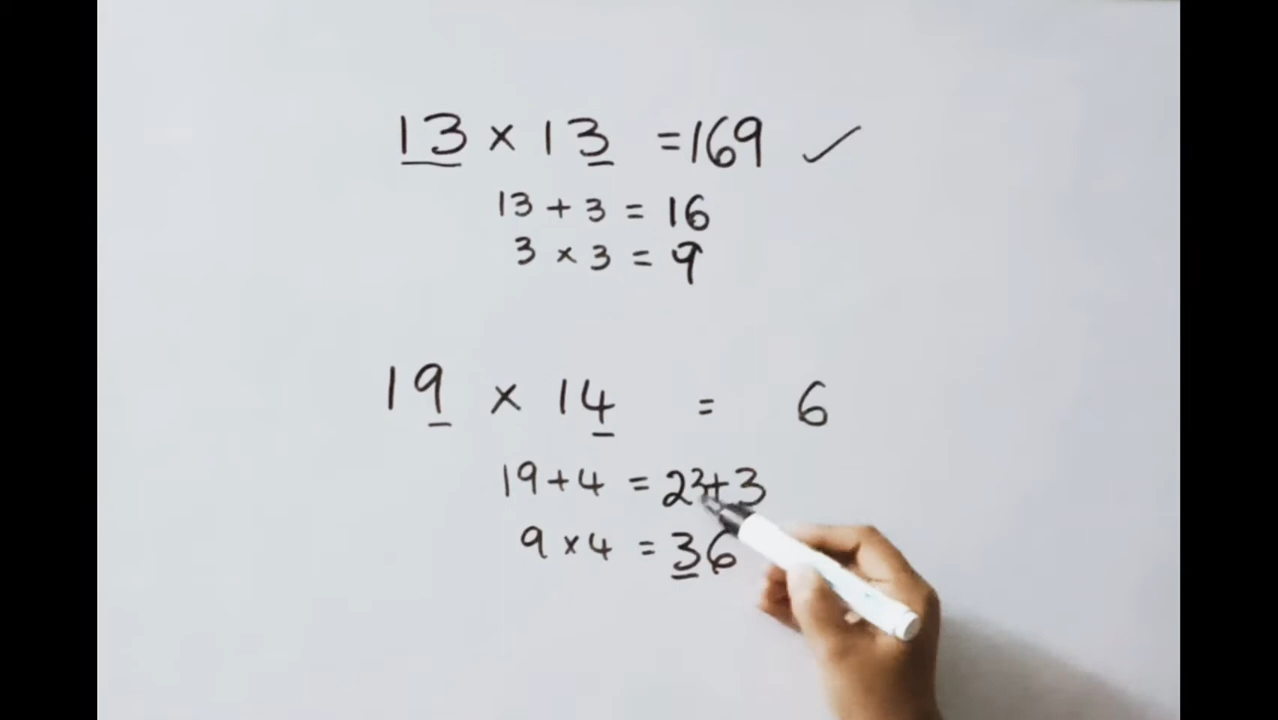 13 × 13 = 169 ✓
13 + 3 = 16
3 × 3 = 9
19 × 14 = 6
19 + 4 = 23 + 3
9 × 4 = 36